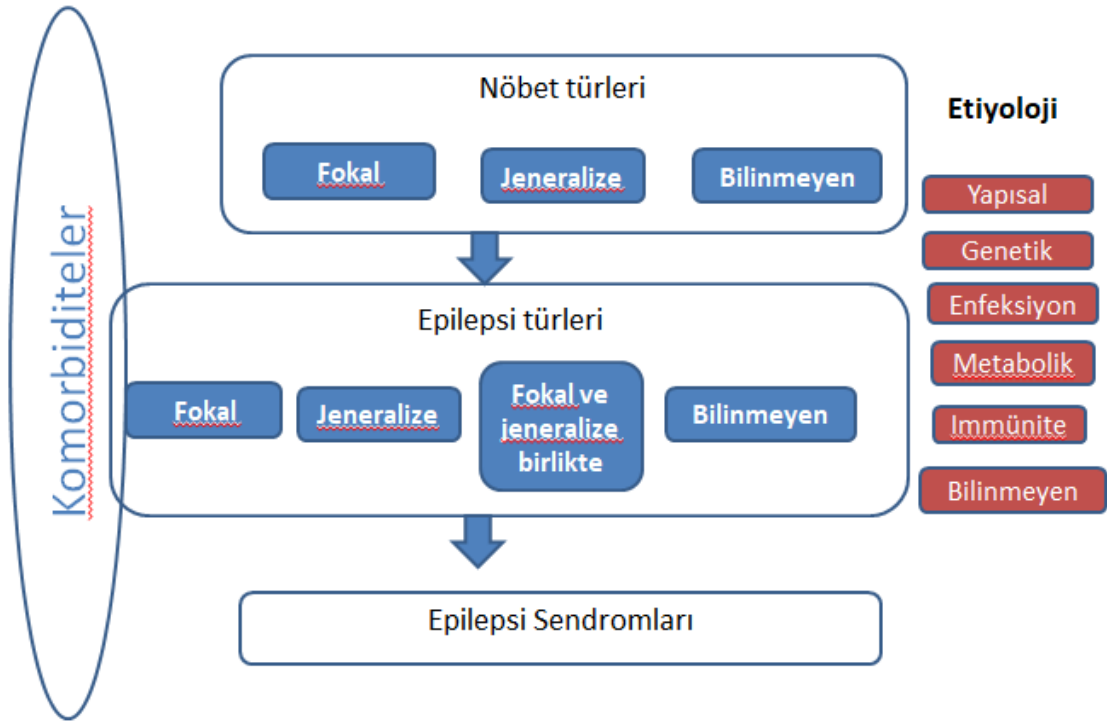 Komorbiditeler
Nöbet türleri
Fokal
Jeneralize
Bilinmeyen
Epilepsi türleri
Fokal
Jeneralize
Fokal ve
jeneralize
birlikte
Bilinmeyen
Epilepsi Sendromları
Etiyoloji
Yapısal
Genetik
Enfeksiyon
Metabolik
Immünite
Bilinmeyen